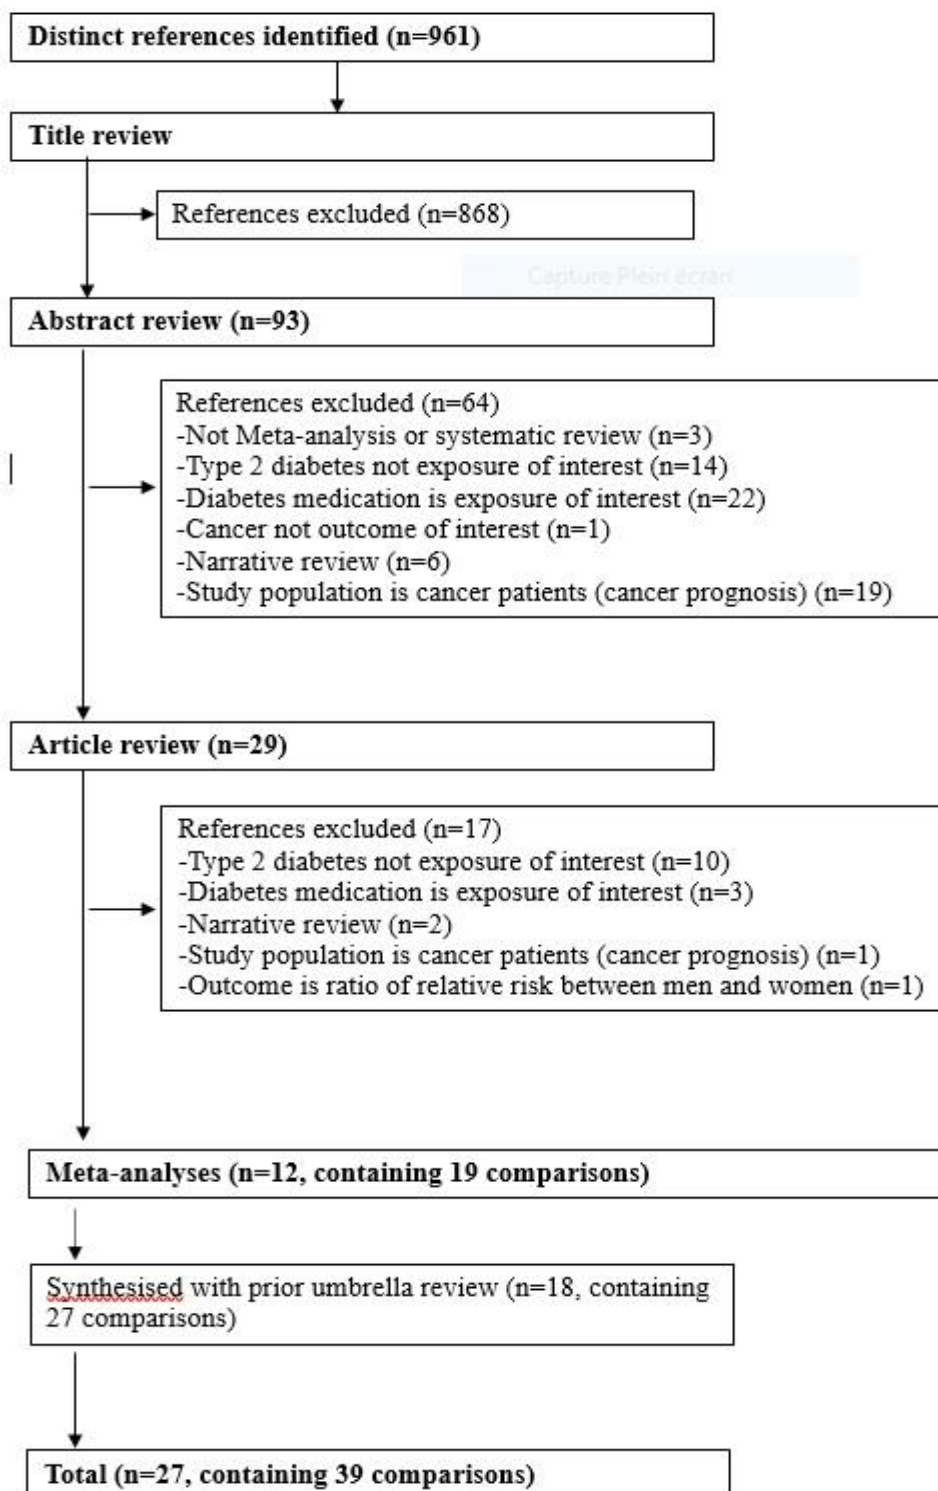 Distinct references identified (n=961)
Title review
References excluded (n=868)
Capture Plein écran
Abstract review (n=93)
References excluded (n=64)
-Not Meta-analysis or systematic review (n=3)
-Type 2 diabetes not exposure of interest (n=14)
-Diabetes medication is exposure of interest (n=22)
-Cancer not outcome of interest (n=1)
-Narrative review (n=6)
-Study population is cancer patients (cancer prognosis) (n=19)
Article review (n=29)
References excluded (n=17)
-Type 2 diabetes not exposure of interest (n=10)
-Diabetes medication is exposure of interest (n=3)
-Narrative review (n=2)
-Study population is cancer patients (cancer prognosis) (n=1)
-Outcome is ratio of relative risk between men and women (n=1)
Meta-analyses (n=12, containing 19 comparisons)
Synthesised with prior umbrella review (n=18, containing
27 comparisons)
Total (n=27, containing 39 comparisons)